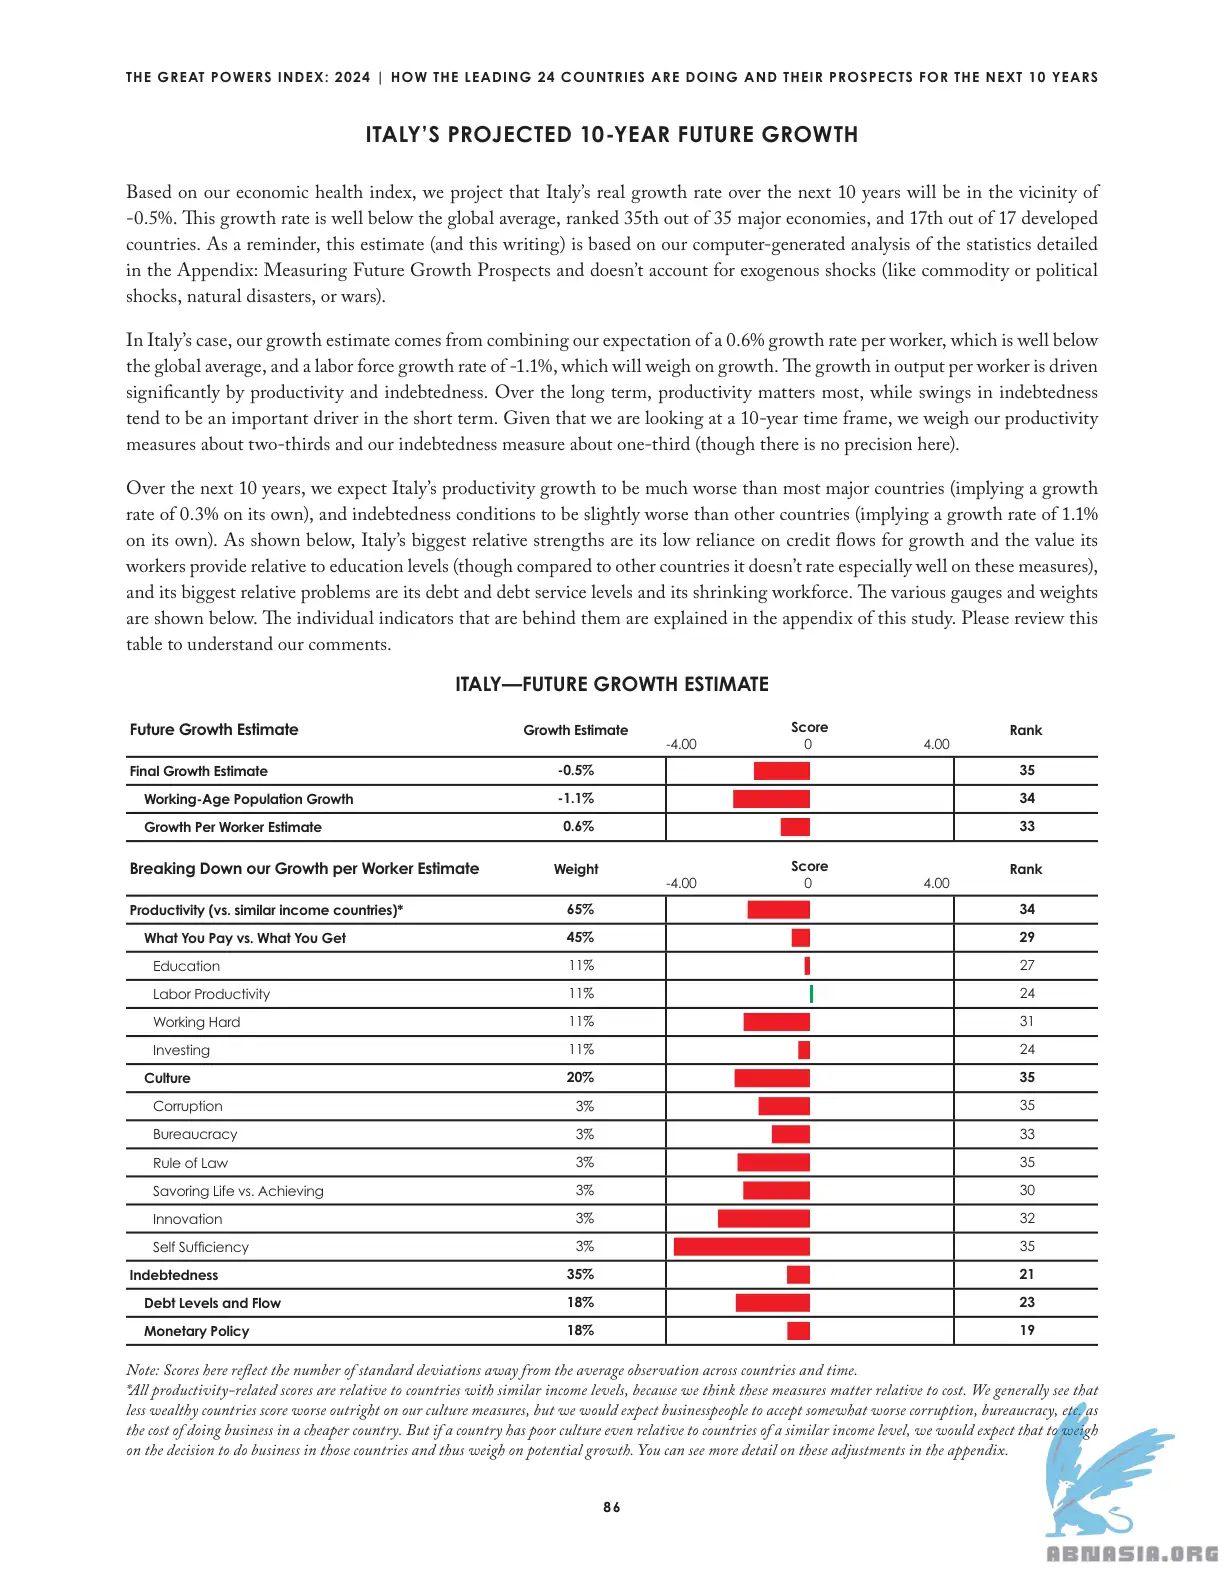 THE GREAT POWERS INDEX: 2024 | HOW THE LEADING 24 COUNTRIES ARE DOING AND THEIR PROSPECTS FOR THE NEXT 10 YEARS
ITALY’S PROJECTED 10-YEAR FUTURE GROWTH
Based on our economic health index, we project that Italy’s real growth rate over the next 10 years will be in the vicinity of
-0.5%. This growth rate is well below the global average, ranked 35th out of 35 major economies, and 17th out of 17 developed
countries. As a reminder, this estimate (and this writing) is based on our computer-generated analysis of the statistics detailed
in the Appendix: Measuring Future Growth Prospects and doesn’t account for exogenous shocks (like commodity or political
shocks, natural disasters, or wars).
In Italy’s case, our growth estimate comes from combining our expectation of a 0.6% growth rate per worker, which is well below
the global average, and a labor force growth rate of -1.1%, which will weigh on growth. The growth in output per worker is driven
significantly by productivity and indebtedness. Over the long term, productivity matters most, while swings in indebtedness
tend to be an important driver in the short term. Given that we are looking at a 10-year time frame, we weigh our productivity
measures about two-thirds and our indebtedness measure about one-third (though there is no precision here).
Over the next 10 years, we expect Italy’s productivity growth to be much worse than most major countries (implying a growth
rate of 0.3% on its own), and indebtedness conditions to be slightly worse than other countries (implying a growth rate of 1.1%
on its own). As shown below, Italy’s biggest relative strengths are its low reliance on credit flows for growth and the value its
workers provide relative to education levels (though compared to other countries it doesn’t rate especially well on these measures),
and its biggest relative problems are its debt and debt service levels and its shrinking workforce. The various gauges and weights
are shown below. The individual indicators that are behind them are explained in the appendix of this study. Please review this
table to understand our comments.
ITALY—FUTURE GROWTH ESTIMATE
Future Growth Estimate Growth Estimate Score Rank
-4.00 0 4.00
Final Growth Estimate -0.5% 35
Working-Age Population Growth -1.1% 34
Growth Per Worker Estimate 0.6% 33
Breaking Down our Growth per Worker Estimate Weight Score Rank
-4.00 0 4.00
Productivity (vs. similar income countries)* 65% 34
What You Pay vs. What You Get 45% 29
Education 11% 27
Labor Productivity 11% 24
Working Hard 11% 31
Investing 11% 24
Culture 20% 35
Corruption 3% 35
Bureaucracy 3% 33
Rule of Law 3% 35
Savoring Life vs. Achieving 3% 30
Innovation 3% 32
Self Sufficiency 3% 35
Indebtedness 35% 21
Debt Levels and Flow 18% 23
Monetary Policy 18% 19
Note: Scores here reflect the number of standard deviations away from the average observation across countries and time.
*All productivity-related scores are relative to countries with similar income levels, because we think these measures matter relative to cost. We generally see that
less wealthy countries score worse outright on our culture measures, but we would expect businesspeople to accept somewhat worse corruption, bureaucracy, etc. as
the cost of doing business in a cheaper country. But if a country has poor culture even relative to countries of a similar income level, we would expect that to weigh
on the decision to do business in those countries and thus weigh on potential growth. You can see more detail on these adjustments in the appendix.
86
ABNASIA.ORG